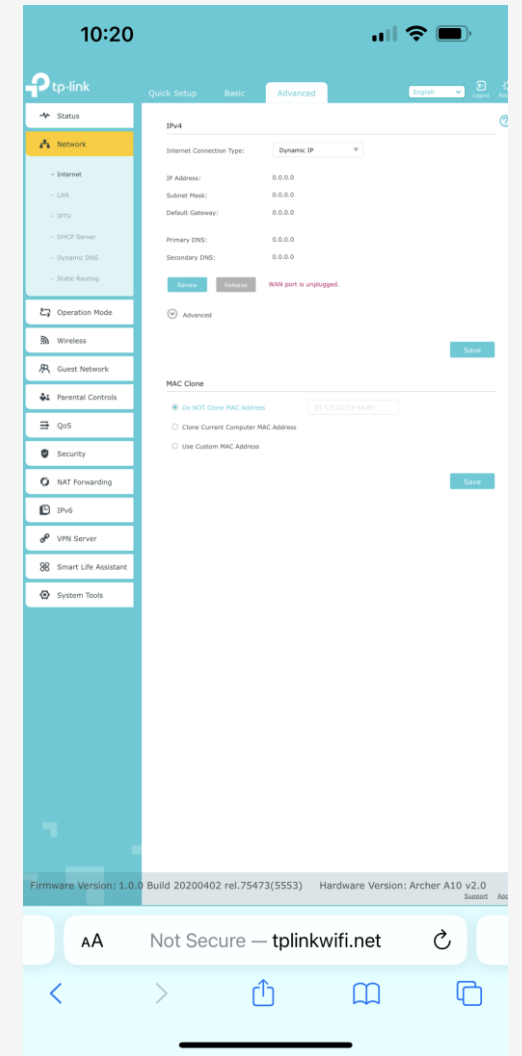 10:20
tp-link
Quick Setup Basic Advanced English Logout
Status
Network
- Internet
- LAN
- IPTV
- DHCP Server
- Dynamic DNS
- Static Routing
Operation Mode
Wireless
Guest Network
Parental Controls
QoS
Security
NAT Forwarding
IPv6
VPN Server
Smart Life Assistant
System Tools
IPv4
Internet Connection Type: Dynamic IP
IP Address: 0.0.0.0
Subnet Mask: 0.0.0.0
Default Gateway: 0.0.0.0
Primary DNS: 0.0.0.0
Secondary DNS: 0.0.0.0
Renew Release WAN port is unplugged.
Advanced
Save
MAC Clone
Do NOT Clone MAC Address
Clone Current Computer MAC Address
Use Custom MAC Address
Save
Firmware Version: 1.0.0 Build 20200402 rel.75473(5553) Hardware Version: Archer A10 v2.0
Support
AA Not Secure — tplinkwifi.net